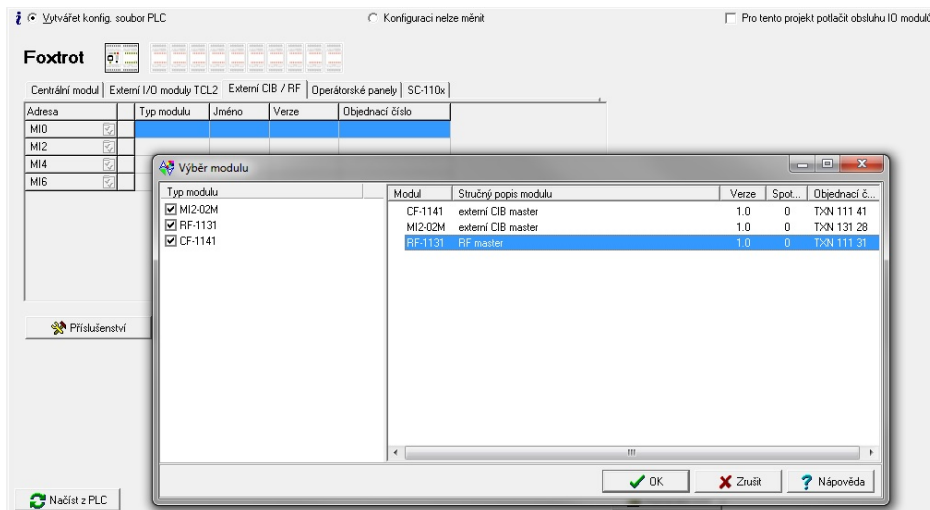 Vytvářet konfig. soubor PLC
Konfiguraci nelze měnit
Pro tento projekt potlačit obsluhu IO modulů
Foxtrot
Centrální modul
Externí I/O moduly TCL2
Externí CIB / RF
Operátorské panely
SC-110x
Adresa
Typ modulu
Jméno
Verze
Objednací číslo
MI0
MI2
MI4
MI6
Výběr modulu
Typ modulu
MI2-02M
RF-1131
CF-1141
Modul Stručný popis modulu Verze Spot... Objednací č...
CF-1141 externí CIB master 1.0 0 TXN 111 41
MI2-02M externí CIB master 1.0 0 TXN 131 28
RF-1131 RF master 1.0 0 TXN 111 31
Příslušenství
OK
Zrušit
Nápověda
Načíst z PLC